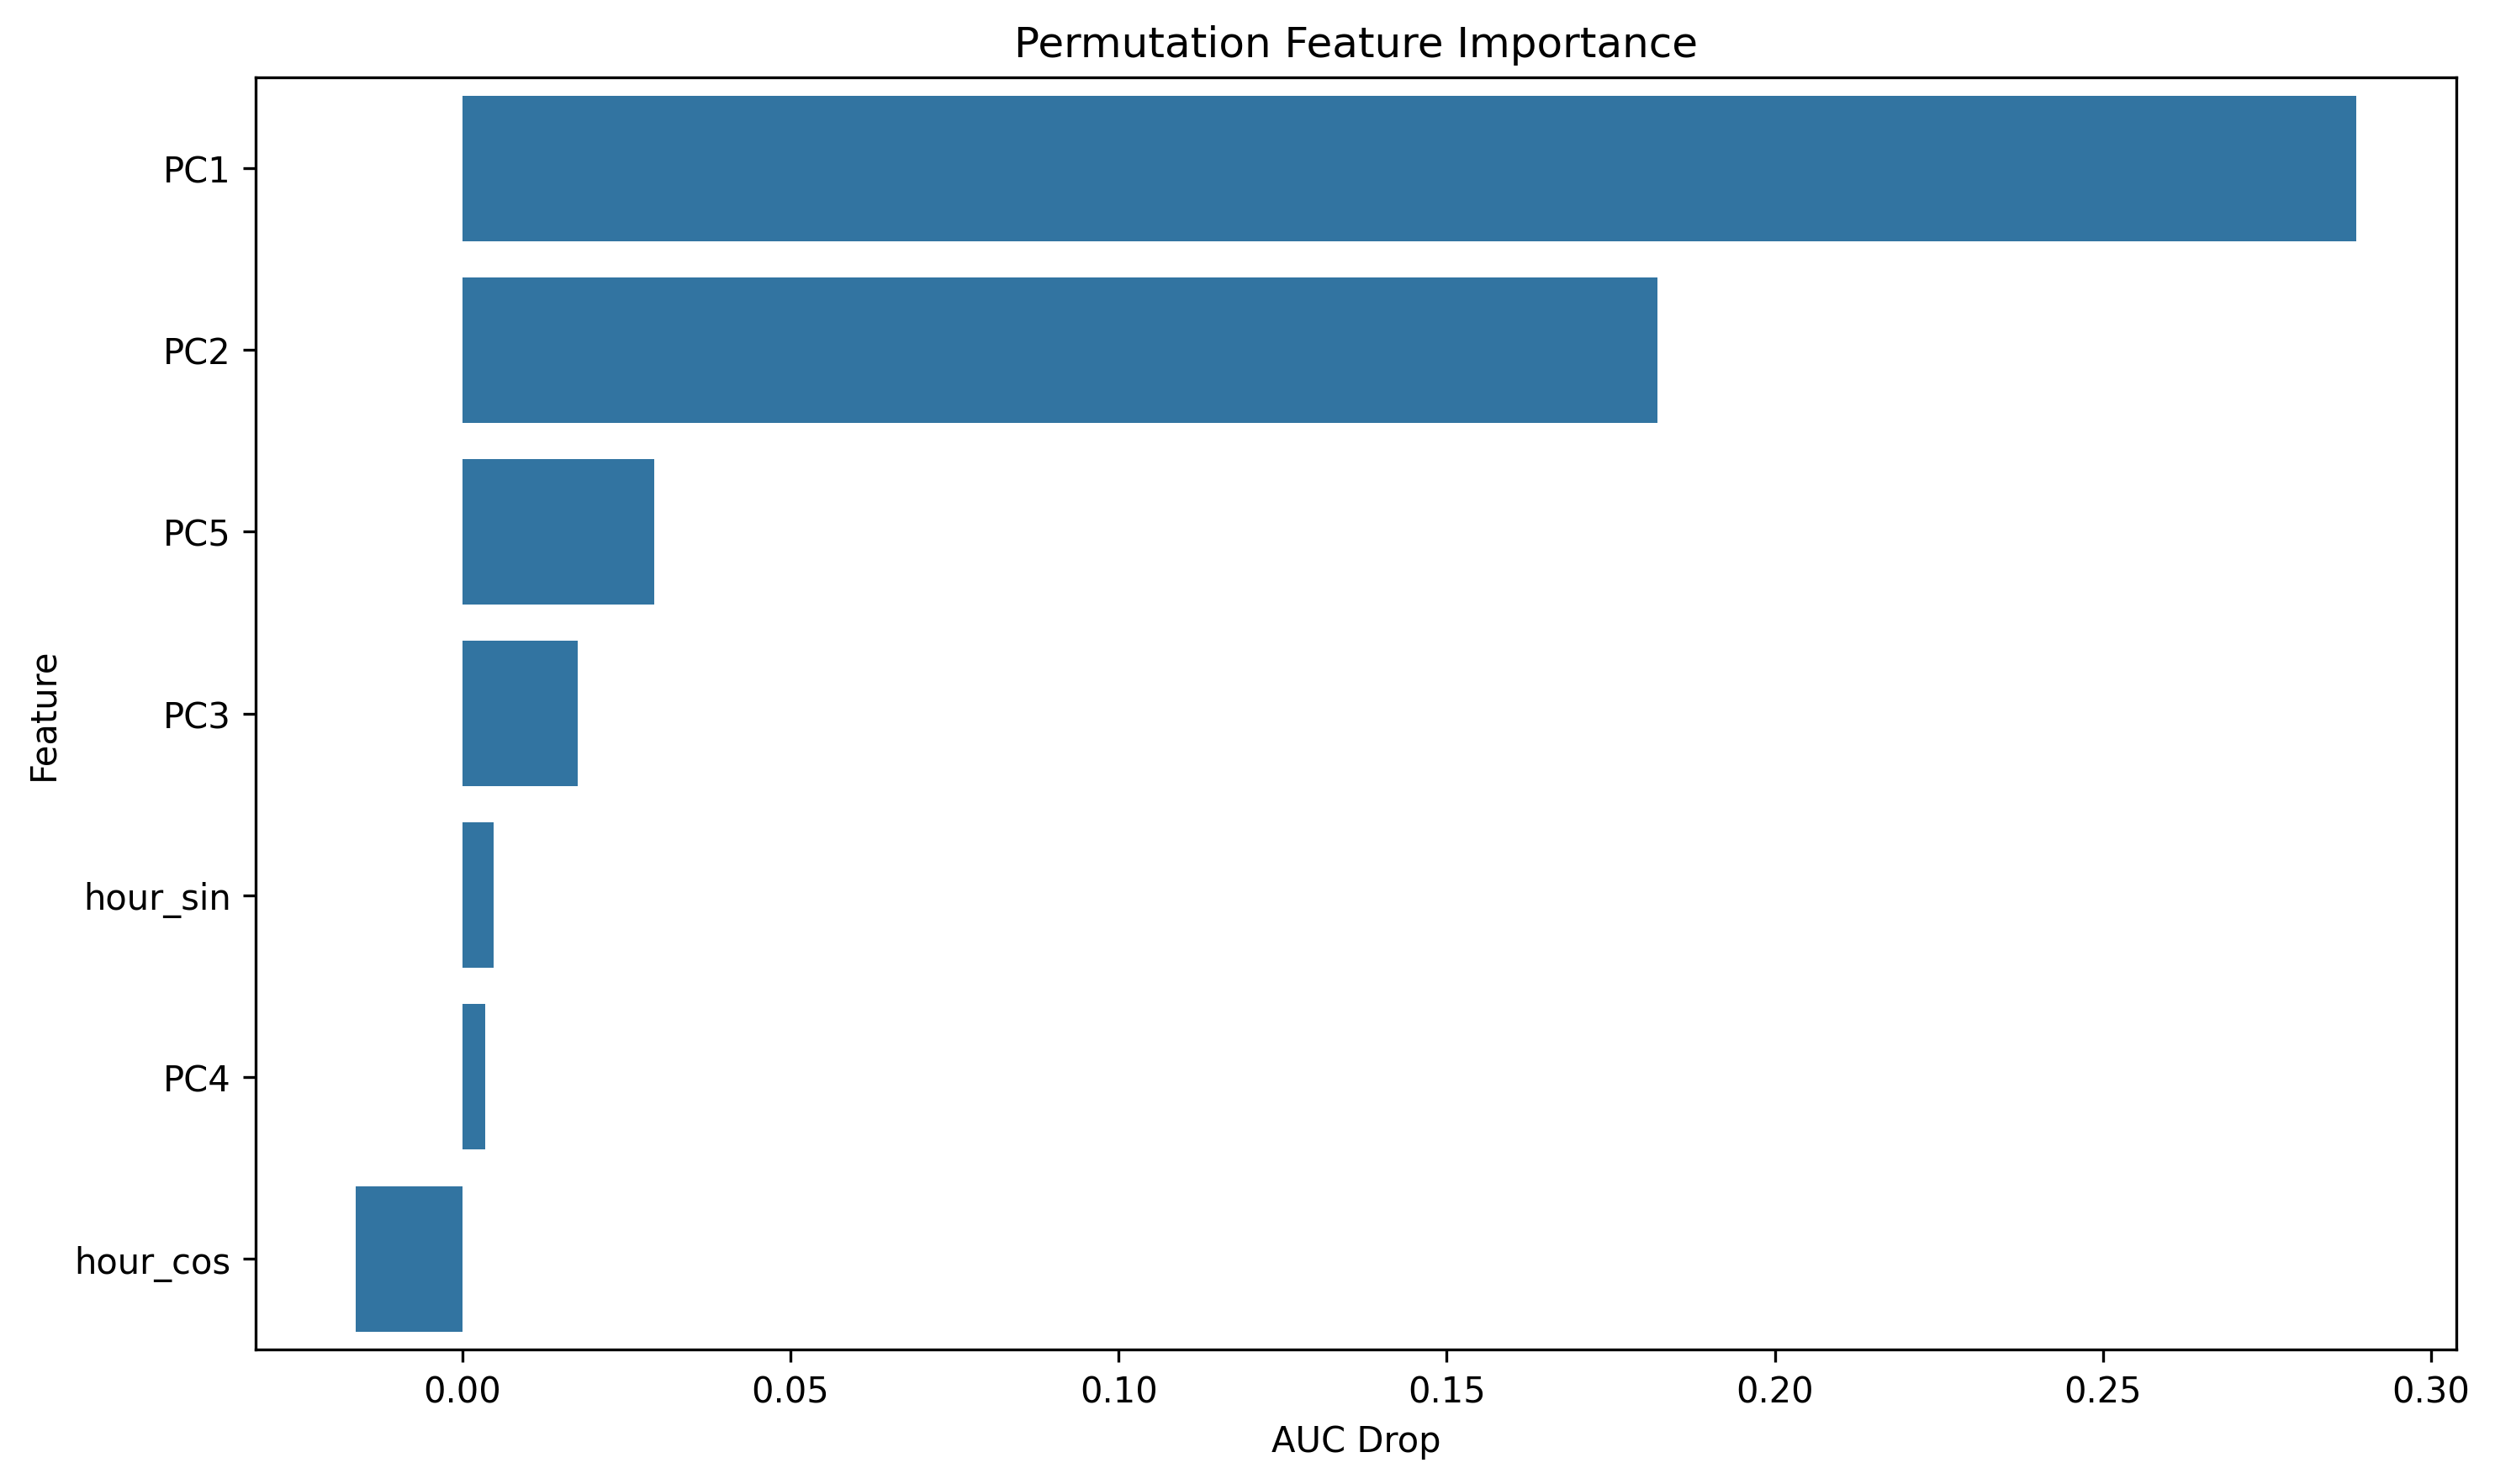 Permutation Feature Importance
PC1
PC2
PC5
PC3
hour_sin
PC4
hour_cos
Feature
0.00 0.05 0.10 0.15 0.20 0.25 0.30
AUC Drop